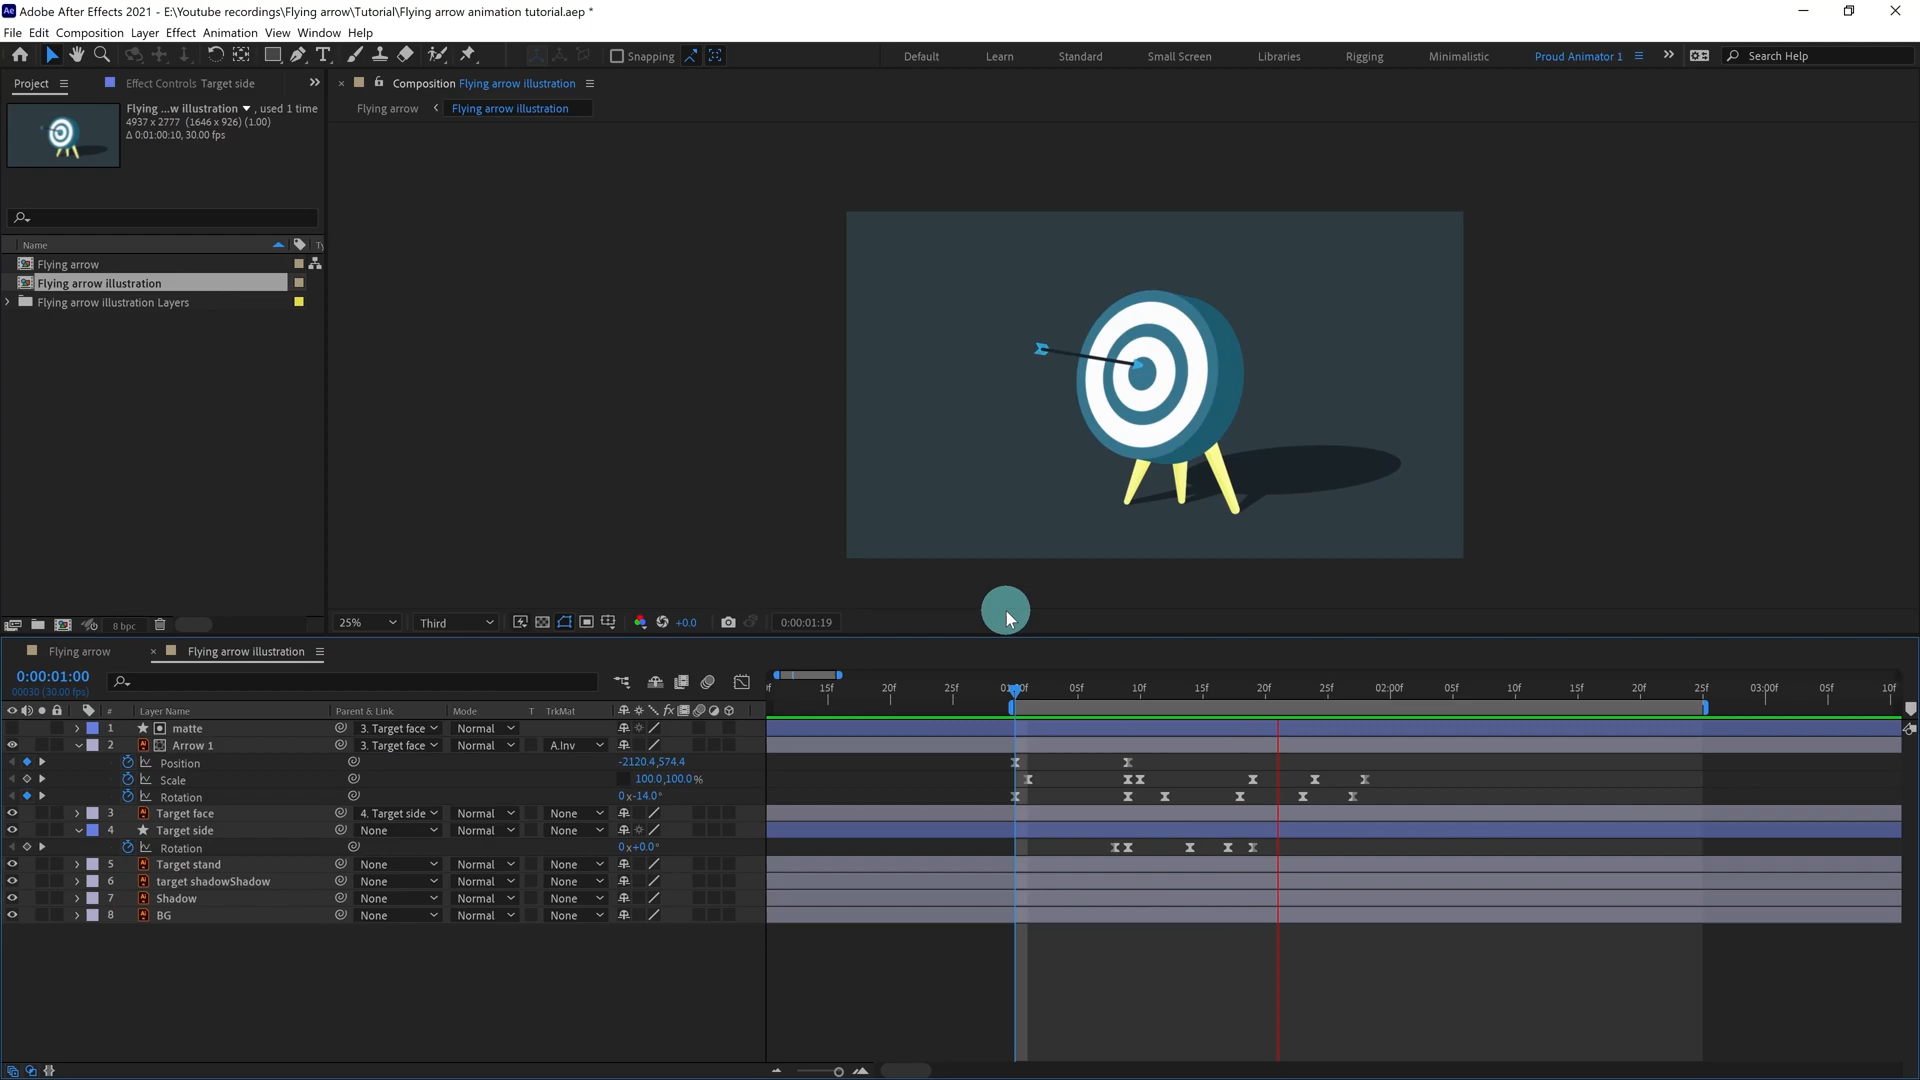 Adobe After Effects 2021 - E:\Youtube recordings\Flying arrow\Tutorial\Flying arrow animation tutorial.aep *
File Edit Composition Layer Effect Animation View Window Help
Snapping
Default Learn Standard Small Screen Libraries Rigging Minimalistic Proud Animator 1 Search Help
Project Effect Controls Target side
Composition Flying arrow illustration
Flying arrow Flying arrow illustration
Flying ...w illustration , used 1 time
4937 x 2777 (1646 x 926) (1.00)
Δ 0:01:00:10, 30.00 fps
Name Ty
Flying arrow
Flying arrow illustration
Flying arrow illustration Layers
8 bpc
25% Third +0.0 0:00:01:19
Flying arrow Flying arrow illustration
0:00:01:00
00030 (30.00 fps)
15f 20f 25f 05f 10f 15f 20f 25f 02:00f 05f 10f 15f 20f 25f 03:00f 05f 10f
# Layer Name Parent & Link Mode T TrkMat fx
1 matte 3. Target face Normal
2 Arrow 1 3. Target face Normal A.Inv
Position -2120.4,574.4
Scale 100.0,100.0%
Rotation 0x-14.0°
3 Target face 4. Target side Normal None
4 Target side None Normal None
Rotation 0x+0.0°
5 Target stand None Normal None
6 target shadowShadow None Normal None
7 Shadow None Normal None
8 BG None Normal None